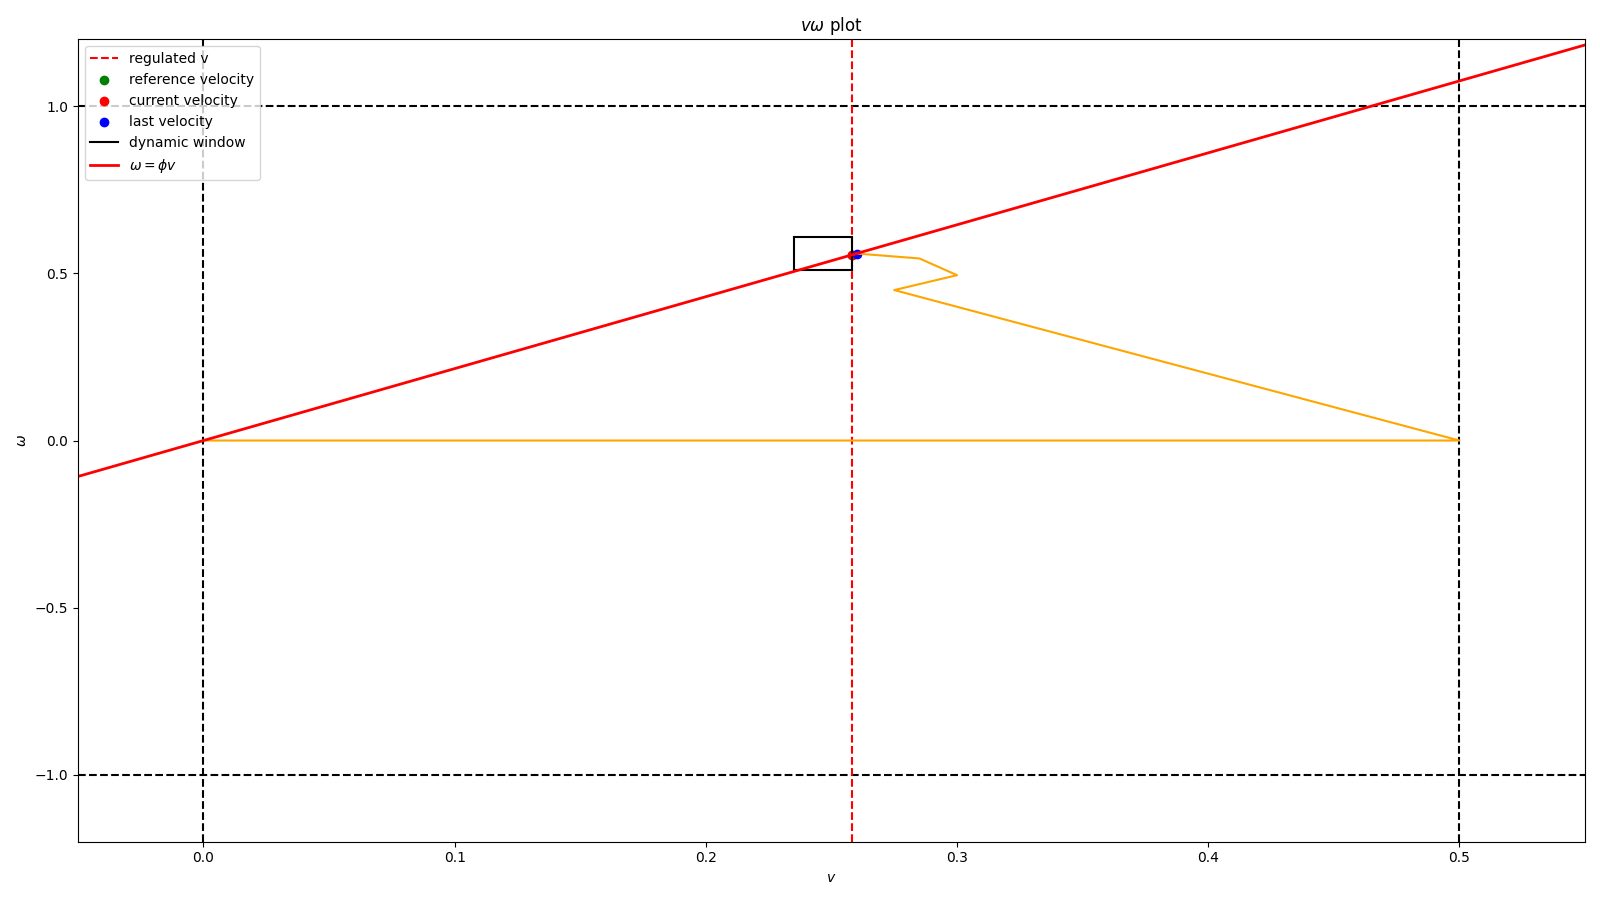 vω plot
regulated v
reference velocity
current velocity
last velocity
dynamic window
ω = ϕv
1.0
0.5
0.0
−0.5
−1.0
ω
0.0 0.1 0.2 0.3 0.4 0.5
v